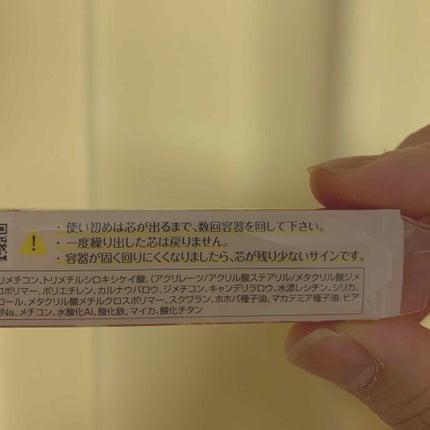 ・使い初めは芯が出るまで、数回容器を回して下さい。
・一度繰り出した芯は戻りません。
・容器が固く回りにくくなりましたら、芯が残り少ないサインです。
リメチコン、トリメチルシロキシケイ酸、(アクリレーツ/アクリル酸ステアリル/メタクリル酸ジメ
コポリマー、ポリエチレン、カルナウバロウ、ジメチコン、キャンデリラロウ、水添レシチン、シリカ、
コール、メタクリル酸メチルクロスポリマー、スクワラン、ホホバ種子油、マカデミア種子油、ヒア
Na、メチコン、水酸化Al、酸化鉄、マイカ、酸化チタン